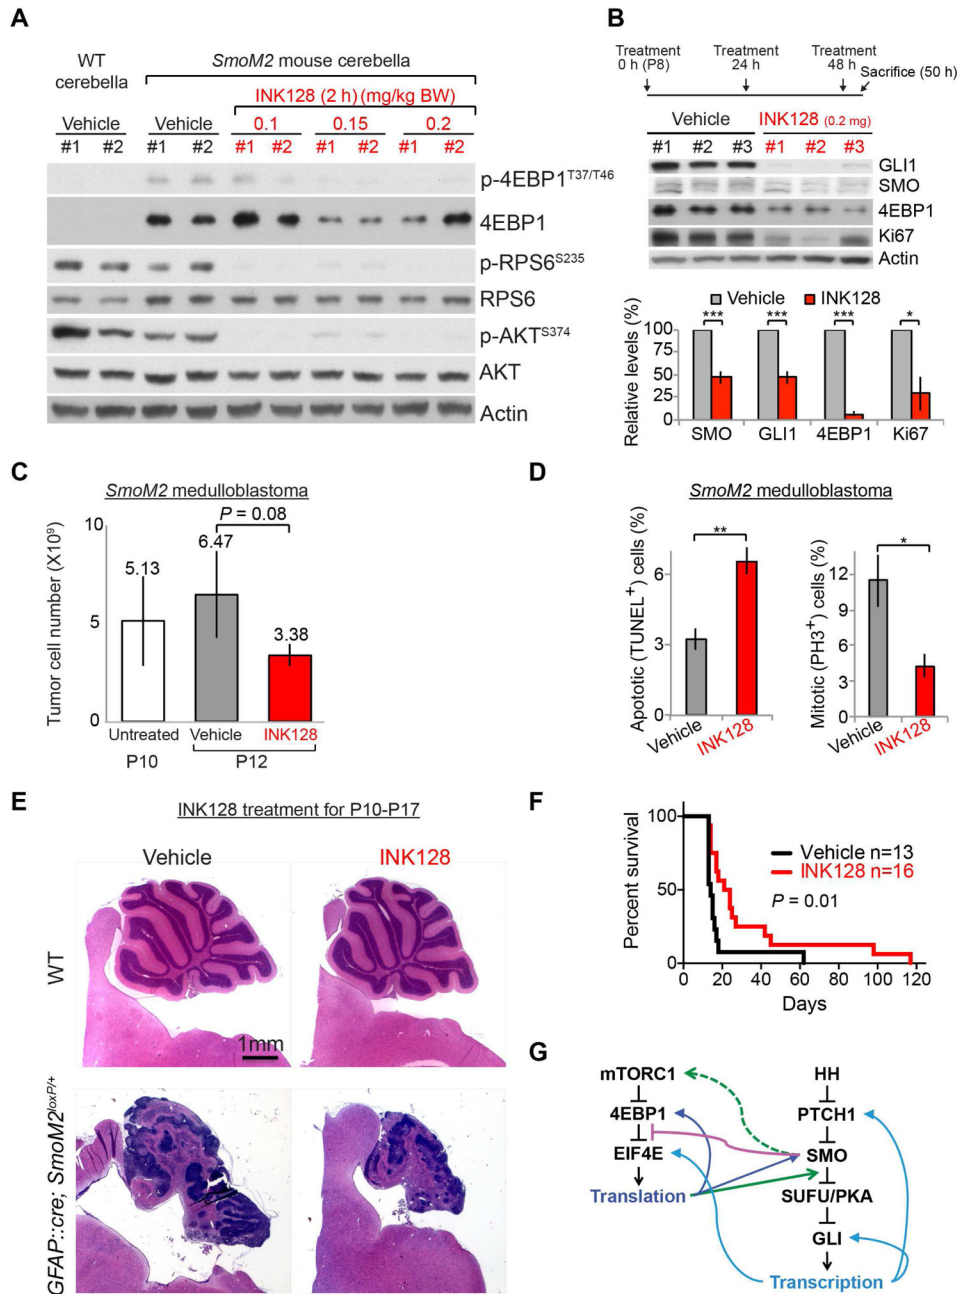 A
WT
cerebella
SmoM2 mouse cerebella
INK128 (2 h) (mg/kg BW)
Vehicle Vehicle 0.1 0.15 0.2
#1 #2 #1 #2 #1 #2 #1 #2 #1 #2
p-4EBP1T37/T46
4EBP1
p-RPS6S235
RPS6
p-AKTS374
AKT
Actin
B
Treatment Treatment Treatment
0 h (P8) 24 h 48 h
Sacrifice (50 h)
Vehicle INK128 (0.2 mg)
#1 #2 #3 #1 #2 #3
GLI1
SMO
4EBP1
Ki67
Actin
Vehicle INK128
Relative levels (%)
100
75
50
25
0
*** *** *** *
SMO GLI1 4EBP1 Ki67
C
SmoM2 medulloblastoma
P = 0.08
Tumor cell number (X10⁹)
10
5
0
5.13
6.47
3.38
Untreated Vehicle INK128
P10 P12
D
SmoM2 medulloblastoma
Apoptotic (TUNEL⁺) cells (%)
6
3
0
**
Vehicle
INK128
Mitotic (PH3⁺) cells (%)
12
9
6
3
0
*
Vehicle
INK128
E
INK128 treatment for P10-P17
Vehicle INK128
WT
1mm
GFAP::cre; SmoM2loxP/+
F
Percent survival
100
50
0
Vehicle n=13
INK128 n=16
P = 0.01
0 20 40 60 80 100 120
Days
G
mTORC1 HH
4EBP1 PTCH1
EIF4E SMO
Translation SUFU/PKA
GLI
Transcription